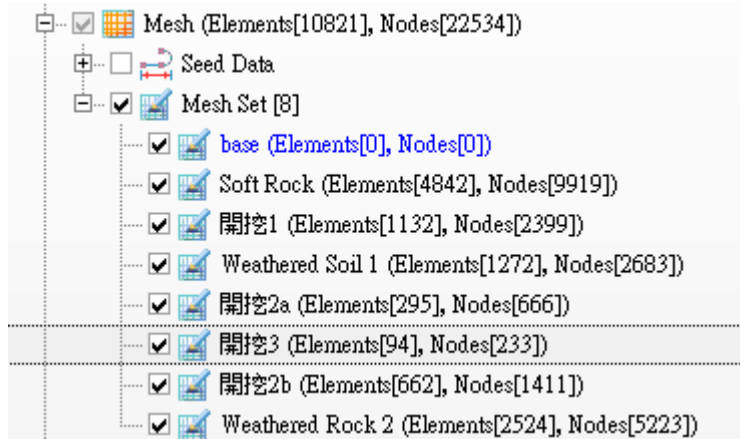 Mesh (Elements[10821], Nodes[22534])
Seed Data
Mesh Set [8]
base (Elements[0], Nodes[0])
Soft Rock (Elements[4842], Nodes[9919])
開挖1 (Elements[1132], Nodes[2399])
Weathered Soil 1 (Elements[1272], Nodes[2683])
開挖2a (Elements[295], Nodes[666])
開挖3 (Elements[94], Nodes[233])
開挖2b (Elements[662], Nodes[1411])
Weathered Rock 2 (Elements[2524], Nodes[5223])